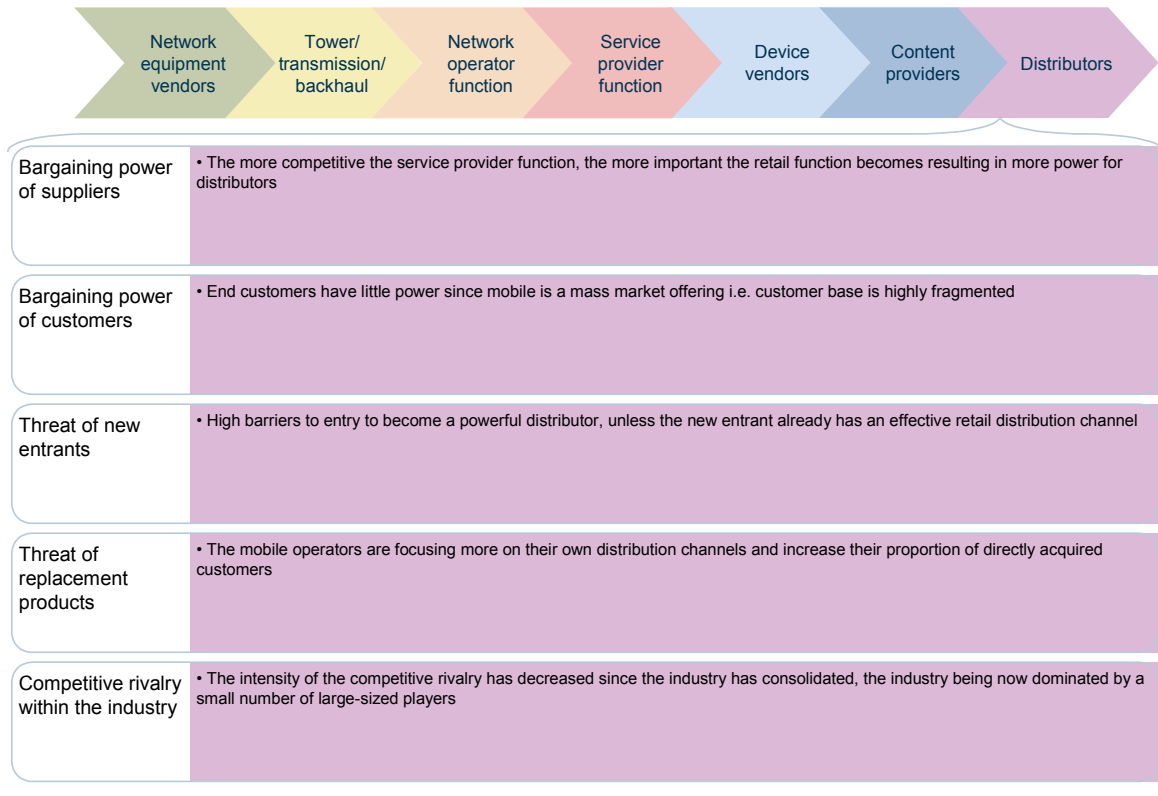 Network
equipment
vendors
Tower/
transmission/
backhaul
Network
operator
function
Service
provider
function
Device
vendors
Content
providers
Distributors
Bargaining power
of suppliers
• The more competitive the service provider function, the more important the retail function becomes resulting in more power for
distributors
Bargaining power
of customers
• End customers have little power since mobile is a mass market offering i.e. customer base is highly fragmented
Threat of new
entrants
• High barriers to entry to become a powerful distributor, unless the new entrant already has an effective retail distribution channel
Threat of
replacement
products
• The mobile operators are focusing more on their own distribution channels and increase their proportion of directly acquired
customers
Competitive rivalry
within the industry
• The intensity of the competitive rivalry has decreased since the industry has consolidated, the industry being now dominated by a
small number of large-sized players